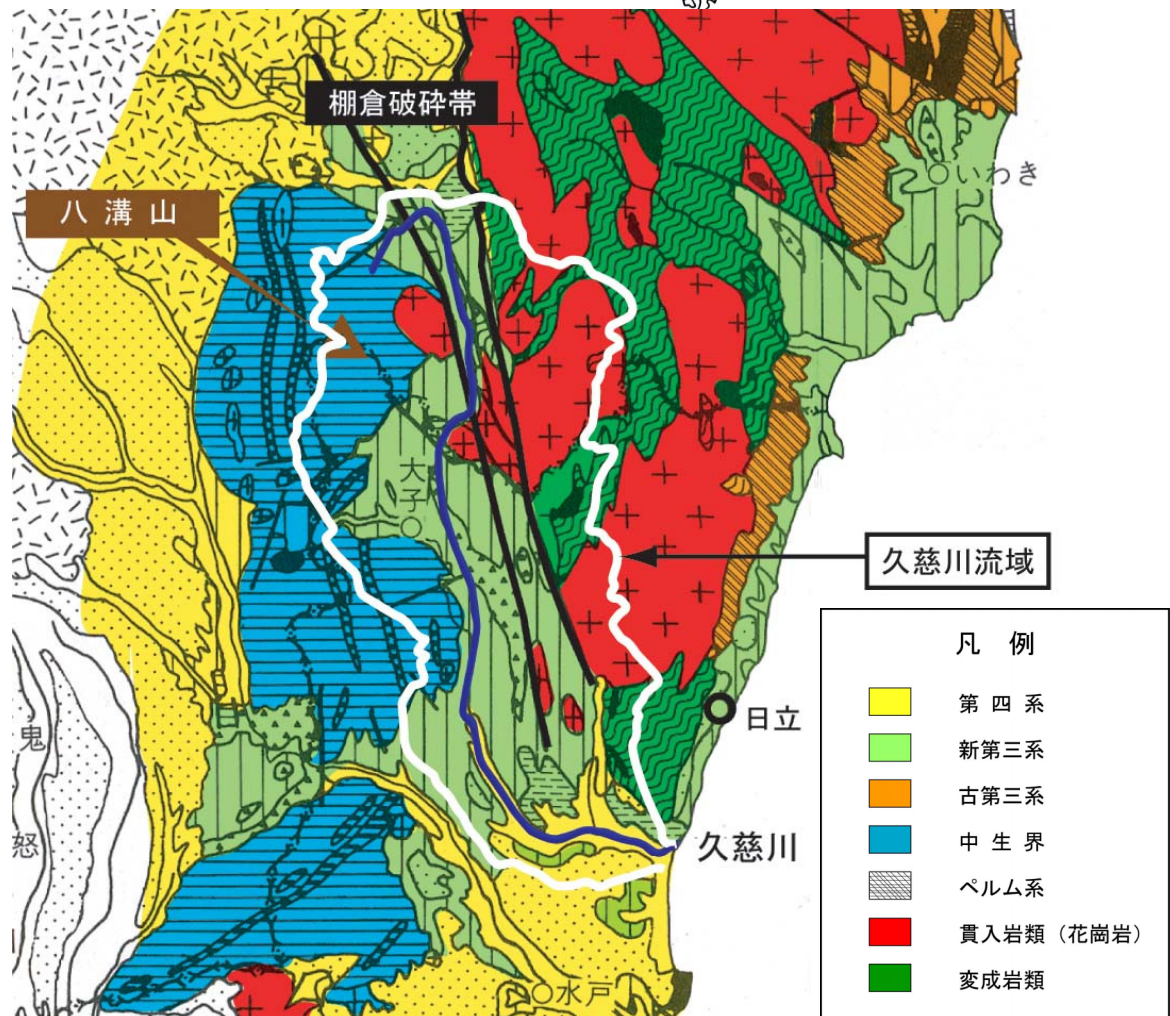 棚倉破砕帯
八溝山
いわき
大子
久慈川流域
日立
鬼
怒
久慈川
水戸
凡例
第四系
新第三系
古第三系
中生界
ペルム系
貫入岩類（花崗岩）
変成岩類